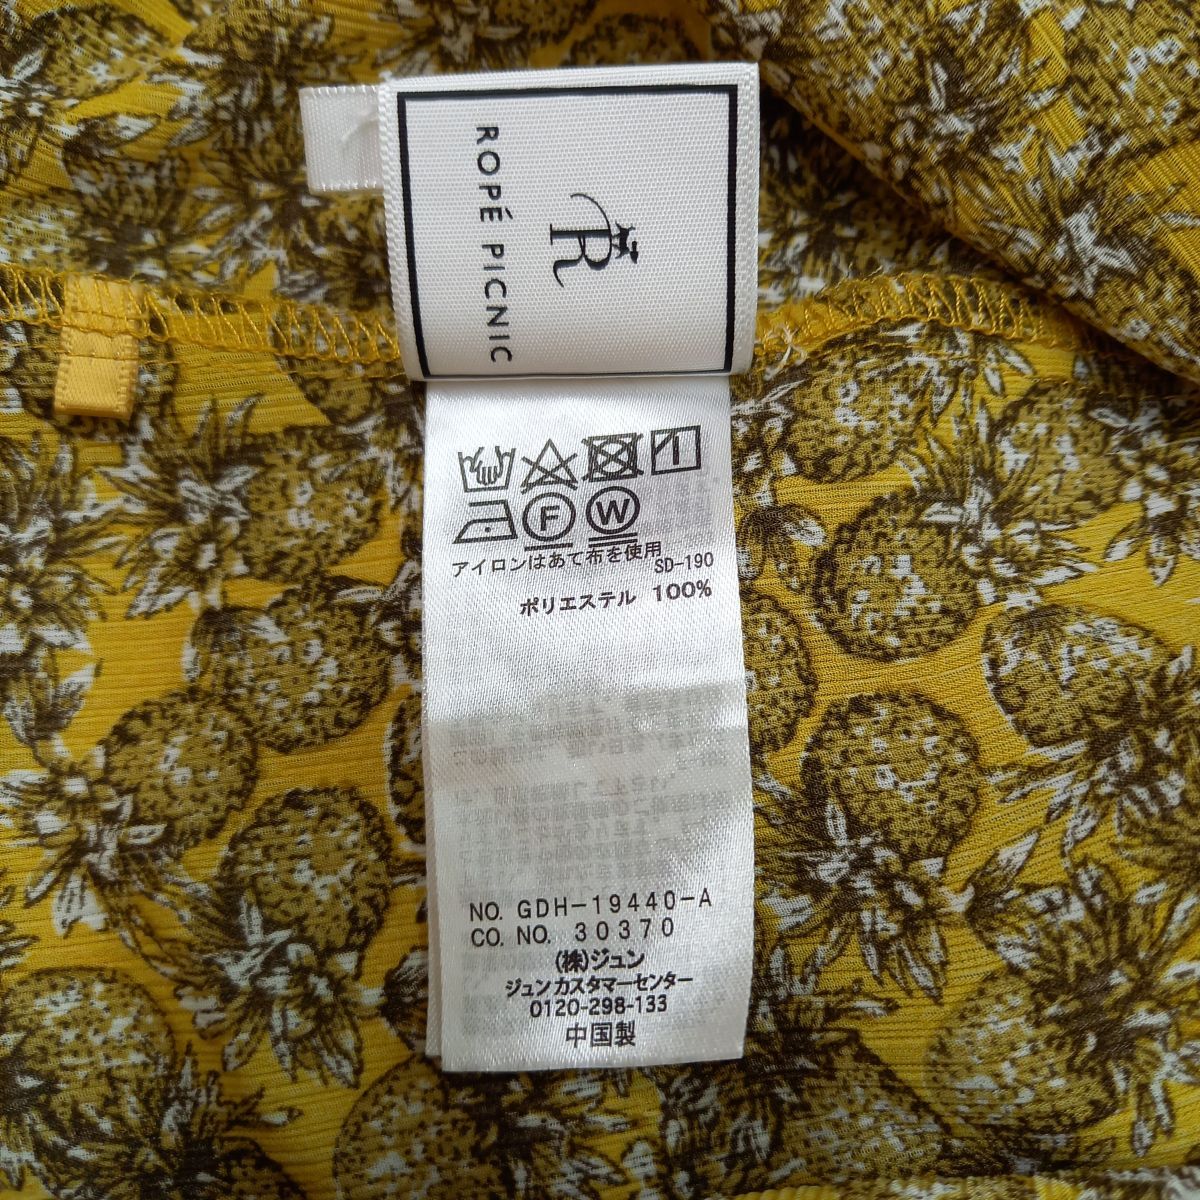 ROPÉ PICNIC
R
F W
アイロンはあて布を使用
SD-190
ポリエステル 100%
NO. GDH-19440-A
CO. NO. 30370
(株)ジュン
ジュンカスタマーセンター
0120-298-133
中国製